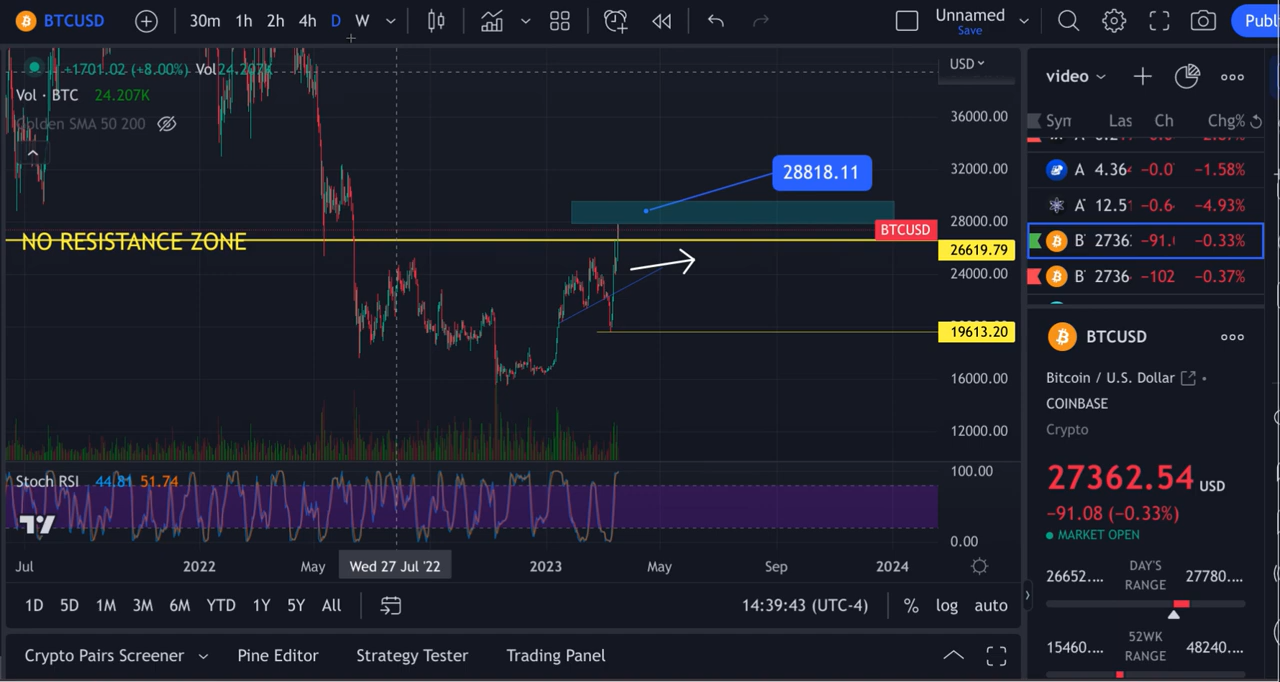 BTCUSD 30m 1h 2h 4h D W Unnamed Save Publ
+1701.02 (+8.00%) Vol 24.207K
Vol · BTC 24.207K
Golden SMA 50 200
NO RESISTANCE ZONE
28818.11
BTCUSD
USD
36000.00
32000.00
28000.00
26619.79
24000.00
19613.20
16000.00
12000.00
Stoch RSI 44.81 51.74
100.00
0.00
Jul 2022 May Wed 27 Jul '22 2023 May Sep 2024
1D 5D 1M 3M 6M YTD 1Y 5Y All 14:39:43 (UTC-4) % log auto
Crypto Pairs Screener Pine Editor Strategy Tester Trading Panel
video
Syn Las Ch Chg%
A 4.36 −0.0 −1.58%
A 12.5 −0.6 −4.93%
B 2736 −91. −0.33%
B 2736 −102 −0.37%
BTCUSD
Bitcoin / U.S. Dollar
COINBASE
Crypto
27362.54 USD
−91.08 (−0.33%)
MARKET OPEN
26652.... DAY'S RANGE 27780....
15460.... 52WK RANGE 48240....